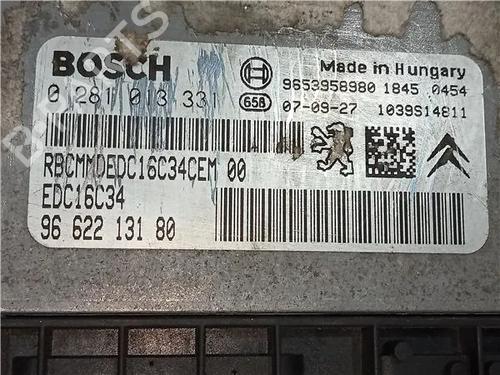 BOSCH
Made in Hungary
0 281 013 331
658
9653958980 1845 0454
07-09-27
1039S14811
RBCMMDEDC16C34CEM 00
EDC16C34
96 622 131 80